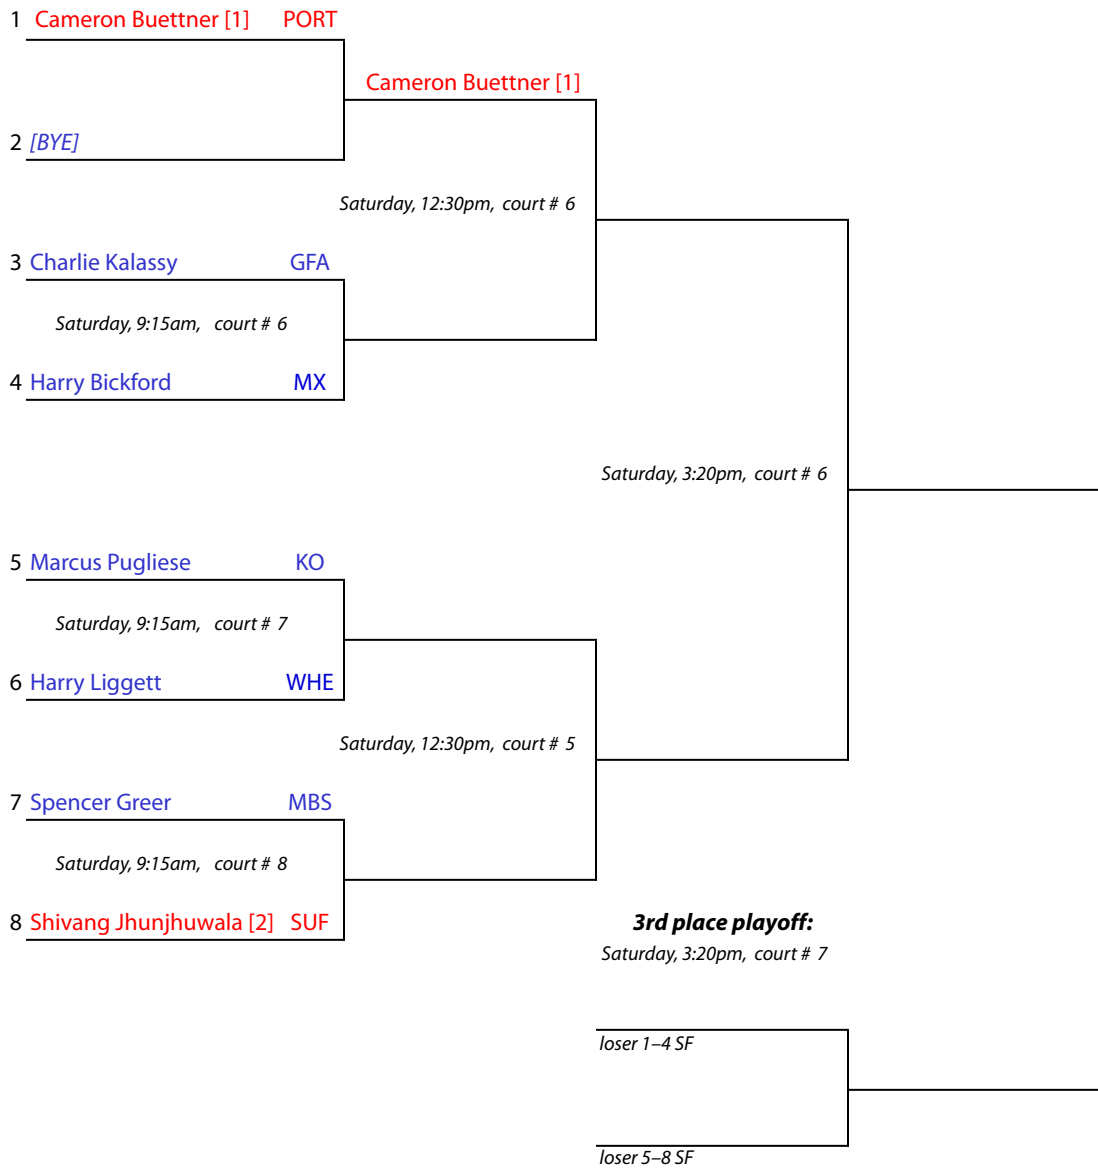 1 Cameron Buettner [1] PORT
Cameron Buettner [1]
2 [BYE]
Saturday, 12:30pm, court # 6
3 Charlie Kalassy GFA
Saturday, 9:15am, court # 6
4 Harry Bickford MX
Saturday, 3:20pm, court # 6
5 Marcus Pugliese KO
Saturday, 9:15am, court # 7
6 Harry Liggett WHE
Saturday, 12:30pm, court # 5
7 Spencer Greer MBS
Saturday, 9:15am, court # 8
8 Shivang Jhunjhuwala [2] SUF
3rd place playoff:
Saturday, 3:20pm, court # 7
loser 1–4 SF
loser 5–8 SF